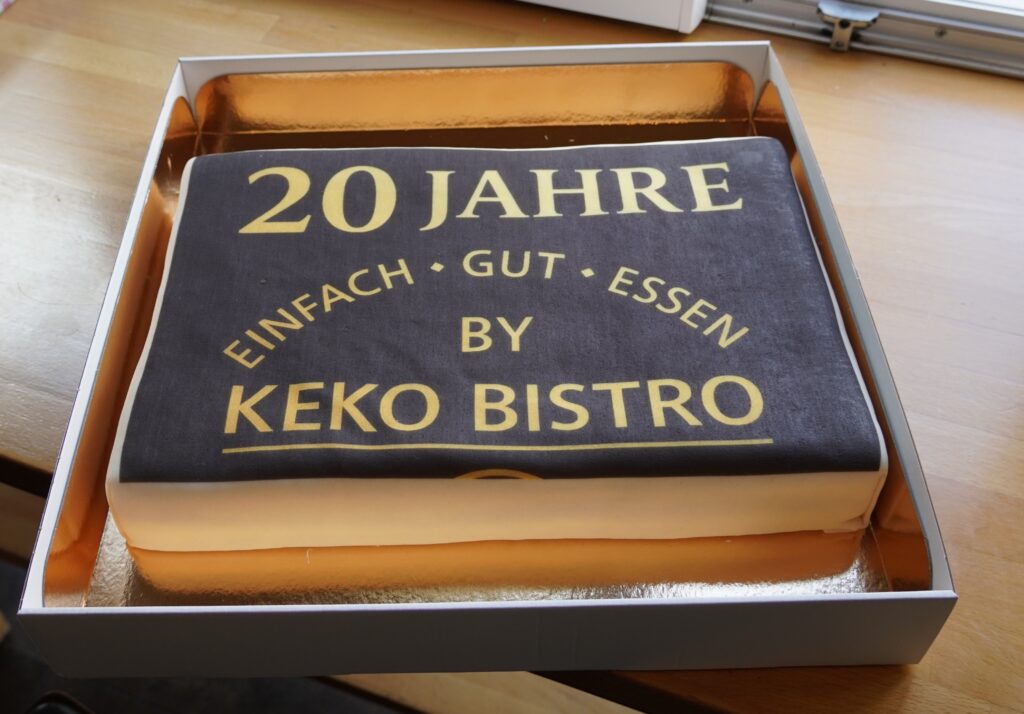 20 JAHRE
EINFACH · GUT · ESSEN
BY
KEKO BISTRO